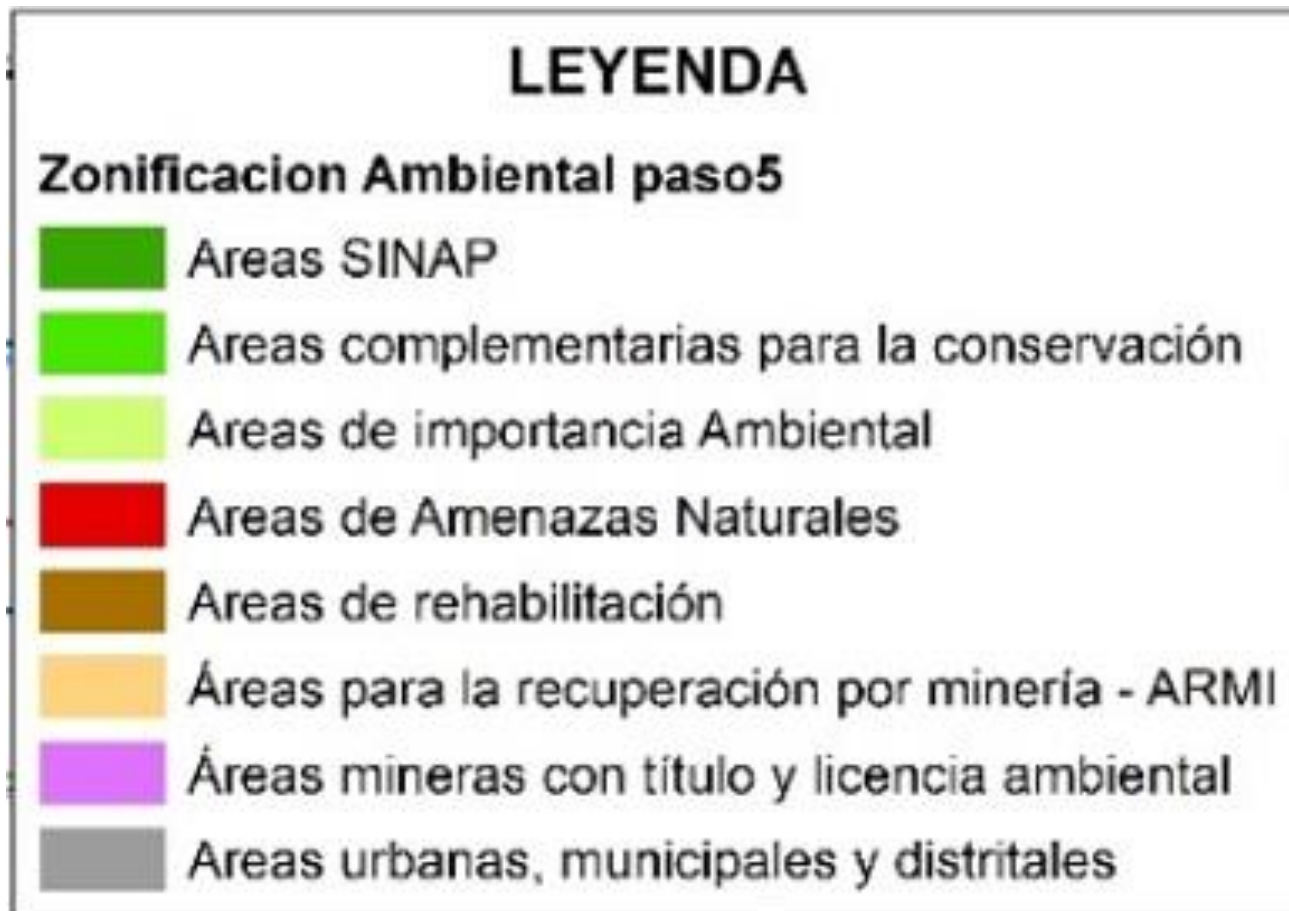 LEYENDA
Zonificacion Ambiental paso5
Areas SINAP
Areas complementarias para la conservación
Areas de importancia Ambiental
Areas de Amenazas Naturales
Areas de rehabilitación
Áreas para la recuperación por minería - ARMI
Áreas mineras con título y licencia ambiental
Areas urbanas, municipales y distritales